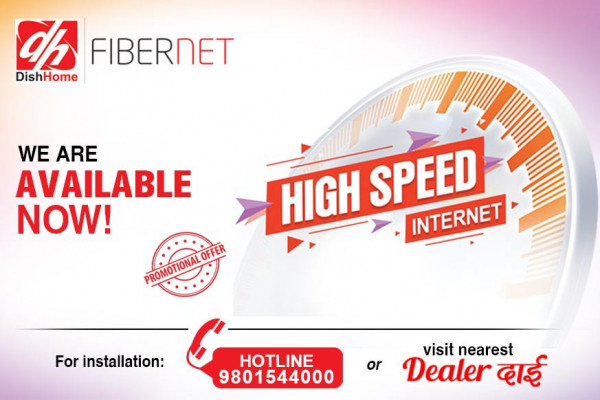 dh
DishHome
FIBERNET
WE ARE
AVAILABLE
NOW!
HIGH SPEED
INTERNET
PROMOTIONAL OFFER
For installation:
HOTLINE
9801544000
or
visit nearest
Dealer दाई